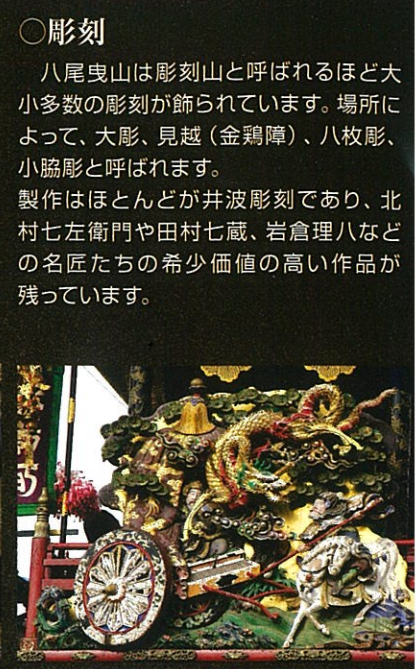 ○彫刻
八尾曳山は彫刻山と呼ばれるほど大
小多数の彫刻が飾られています。場所に
よって、大彫、見越（金鶏障）、八枚彫、
小脇彫と呼ばれます。
製作はほとんどが井波彫刻であり、北
村七左衛門や田村七蔵、岩倉理八など
の名匠たちの希少価値の高い作品が
残っています。